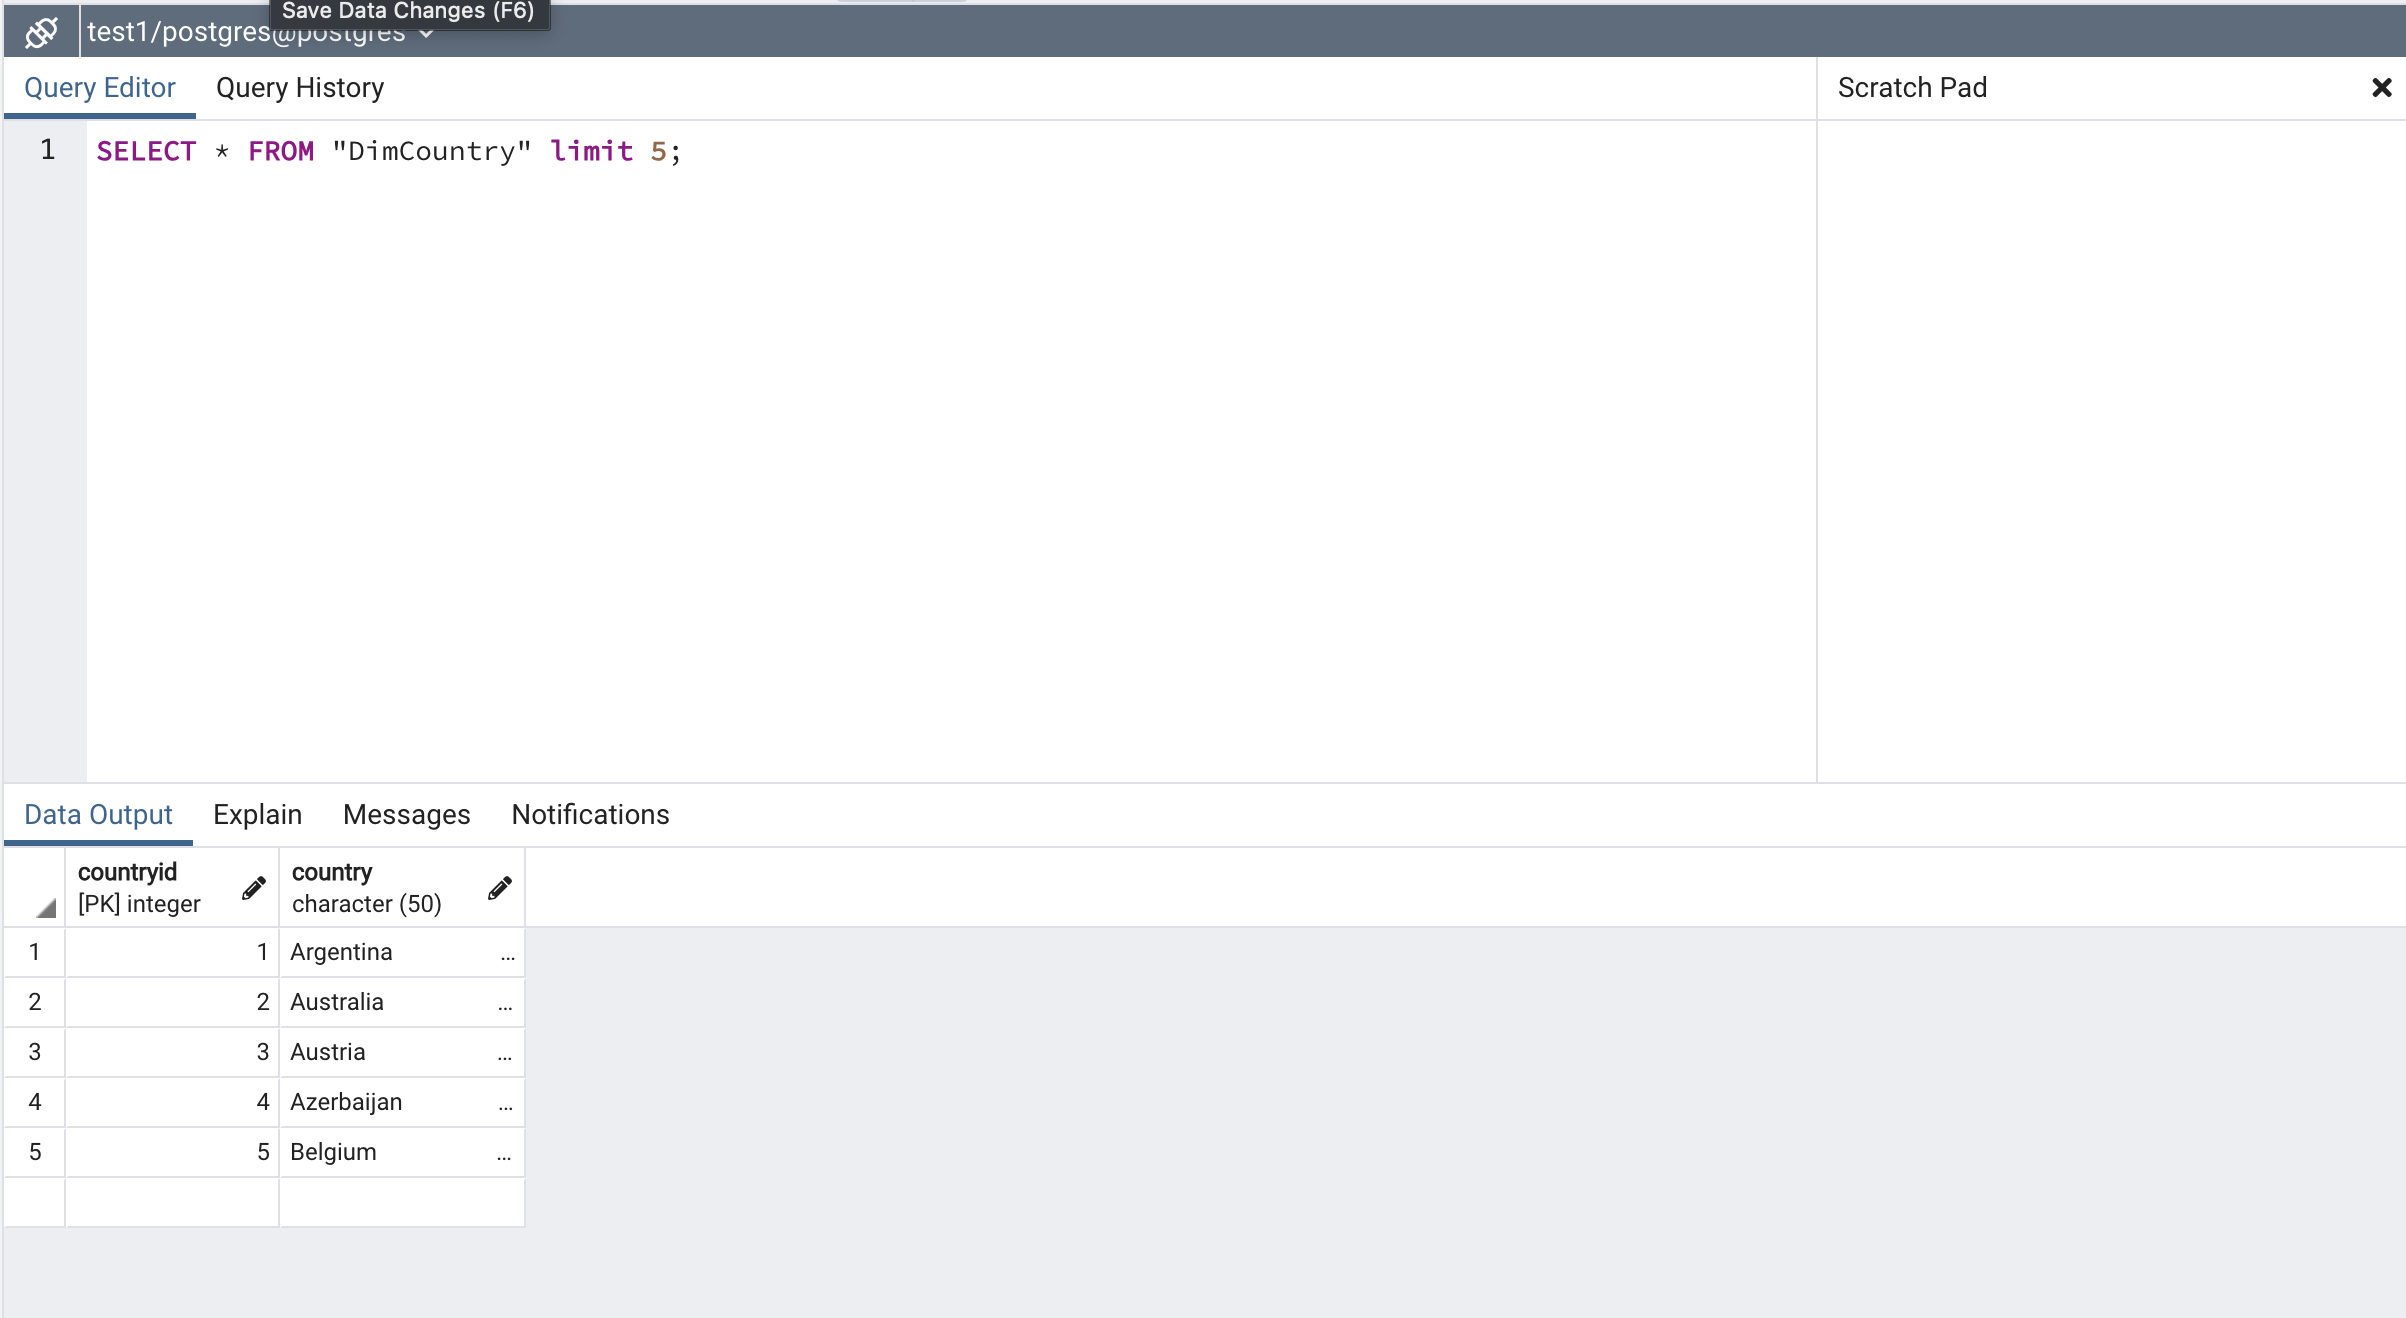 Save Data Changes (F6)
test1/postgres@postgres
Query Editor Query History Scratch Pad
1 SELECT * FROM "DimCountry" limit 5;
Data Output Explain Messages Notifications
countryid country
[PK] integer character (50)
1 1 Argentina ...
2 2 Australia ...
3 3 Austria ...
4 4 Azerbaijan ...
5 5 Belgium ...